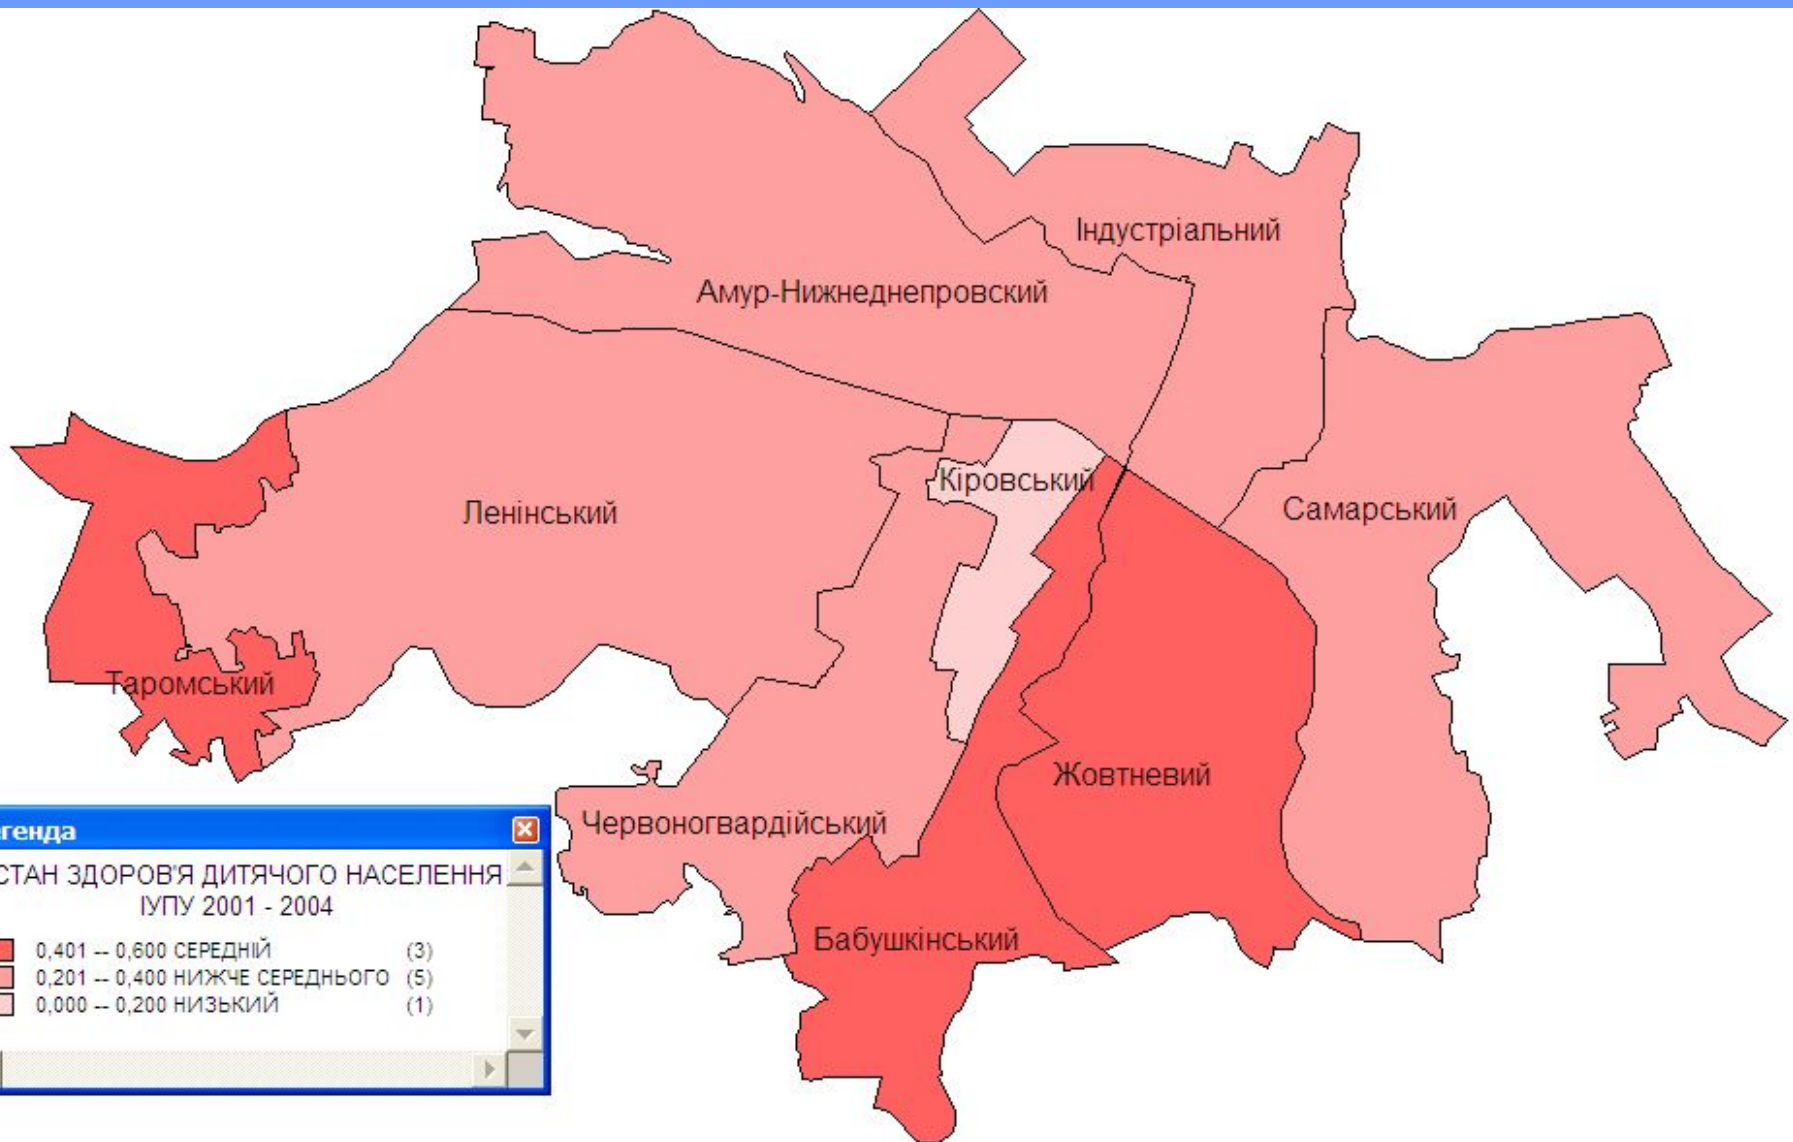 Індустріальний
Амур-Нижнеднепровский
Кіровський
Ленінський
Самарський
Таромський
Жовтневий
Червоногвардійський
Бабушкінський
генда
СТАН ЗДОРОВ'Я ДИТЯЧОГО НАСЕЛЕННЯ
ІУПУ 2001 - 2004
0,401 -- 0,600 СЕРЕДНІЙ (3)
0,201 -- 0,400 НИЖЧЕ СЕРЕДНЬОГО (5)
0,000 -- 0,200 НИЗЬКИЙ (1)